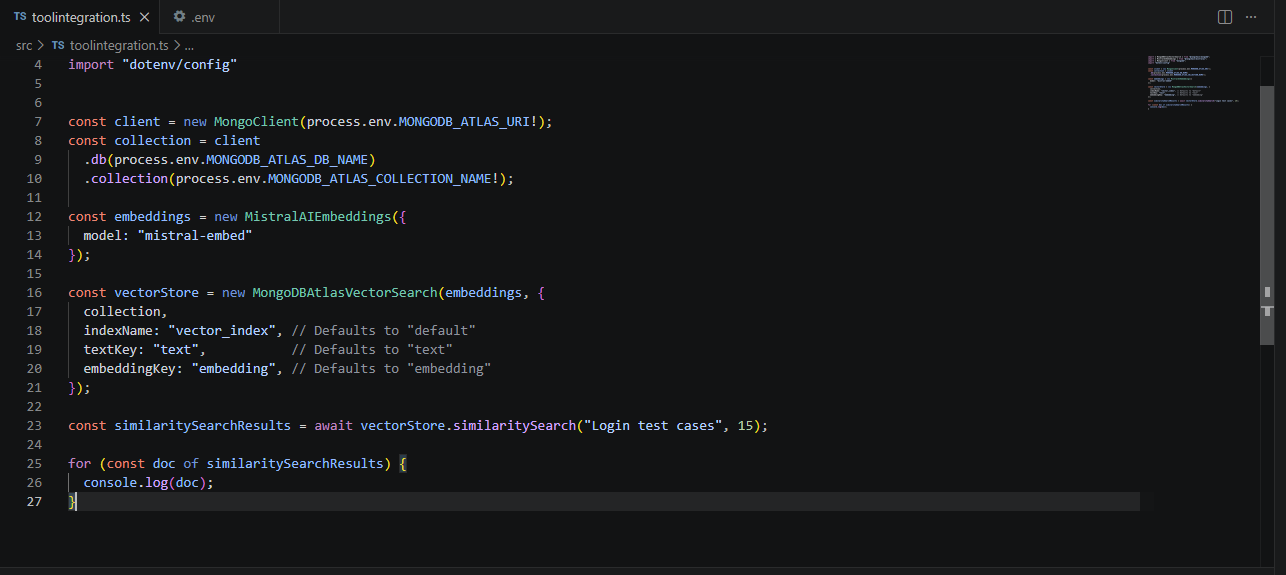 TS toolintegration.ts
.env
src > TS toolintegration.ts > ...
4 import "dotenv/config"
5
6
7 const client = new MongoClient(process.env.MONGODB_ATLAS_URI!);
8 const collection = client
9   .db(process.env.MONGODB_ATLAS_DB_NAME)
10   .collection(process.env.MONGODB_ATLAS_COLLECTION_NAME!);
11
12 const embeddings = new MistralAIEmbeddings({
13   model: "mistral-embed"
14 });
15
16 const vectorStore = new MongoDBAtlasVectorSearch(embeddings, {
17   collection,
18   indexName: "vector_index", // Defaults to "default"
19   textKey: "text",           // Defaults to "text"
20   embeddingKey: "embedding", // Defaults to "embedding"
21 });
22
23 const similaritySearchResults = await vectorStore.similaritySearch("Login test cases", 15);
24
25 for (const doc of similaritySearchResults) {
26   console.log(doc);
27 }